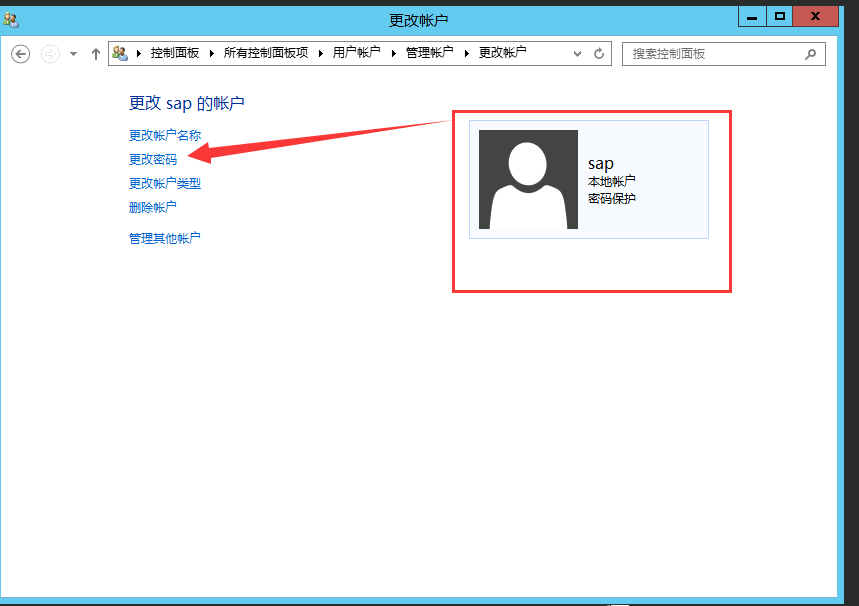 更改帐户
控制面板 所有控制面板项 用户帐户 管理帐户 更改帐户
搜索控制面板
更改 sap 的帐户
更改帐户名称
更改密码
更改帐户类型
删除帐户
管理其他帐户
sap
本地帐户
密码保护